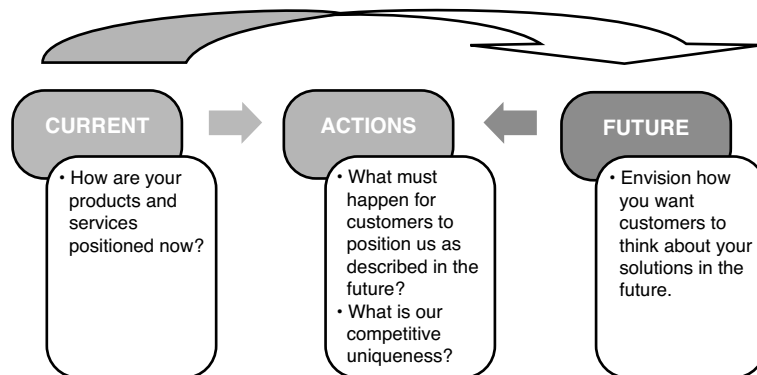 CURRENT
• How are your
products and
services
positioned now?
ACTIONS
• What must
happen for
customers to
position us as
described in the
future?
• What is our
competitive
uniqueness?
FUTURE
• Envision how
you want
customers to
think about your
solutions in the
future.